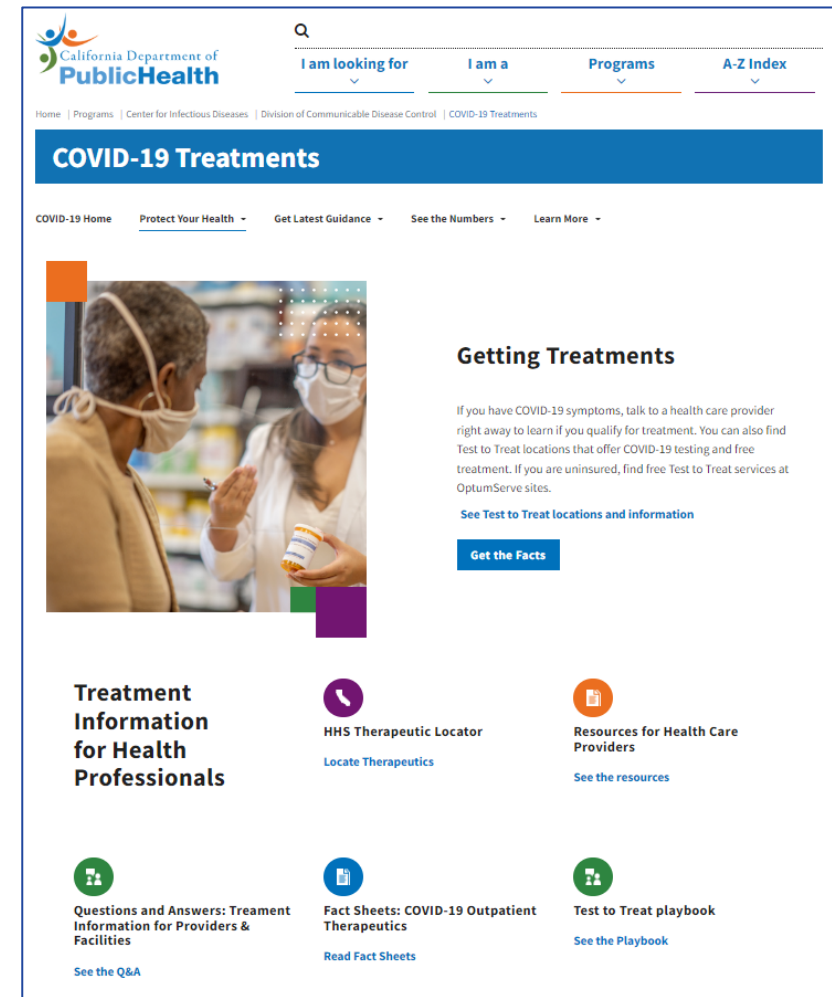 California Department of
PublicHealth
I am looking for
I am a
Programs
A-Z Index
Home | Programs | Center for Infectious Diseases | Division of Communicable Disease Control | COVID-19 Treatments
COVID-19 Treatments
COVID-19 Home
Protect Your Health
Get Latest Guidance
See the Numbers
Learn More
Getting Treatments
If you have COVID-19 symptoms, talk to a health care provider
right away to learn if you qualify for treatment. You can also find
Test to Treat locations that offer COVID-19 testing and free
treatment. If you are uninsured, find free Test to Treat services at
OptumServe sites.
See Test to Treat locations and information
Get the Facts
Treatment
Information
for Health
Professionals
HHS Therapeutic Locator
Locate Therapeutics
Resources for Health Care
Providers
See the resources
Questions and Answers: Treament
Information for Providers &
Facilities
See the Q&A
Fact Sheets: COVID-19 Outpatient
Therapeutics
Read Fact Sheets
Test to Treat playbook
See the Playbook